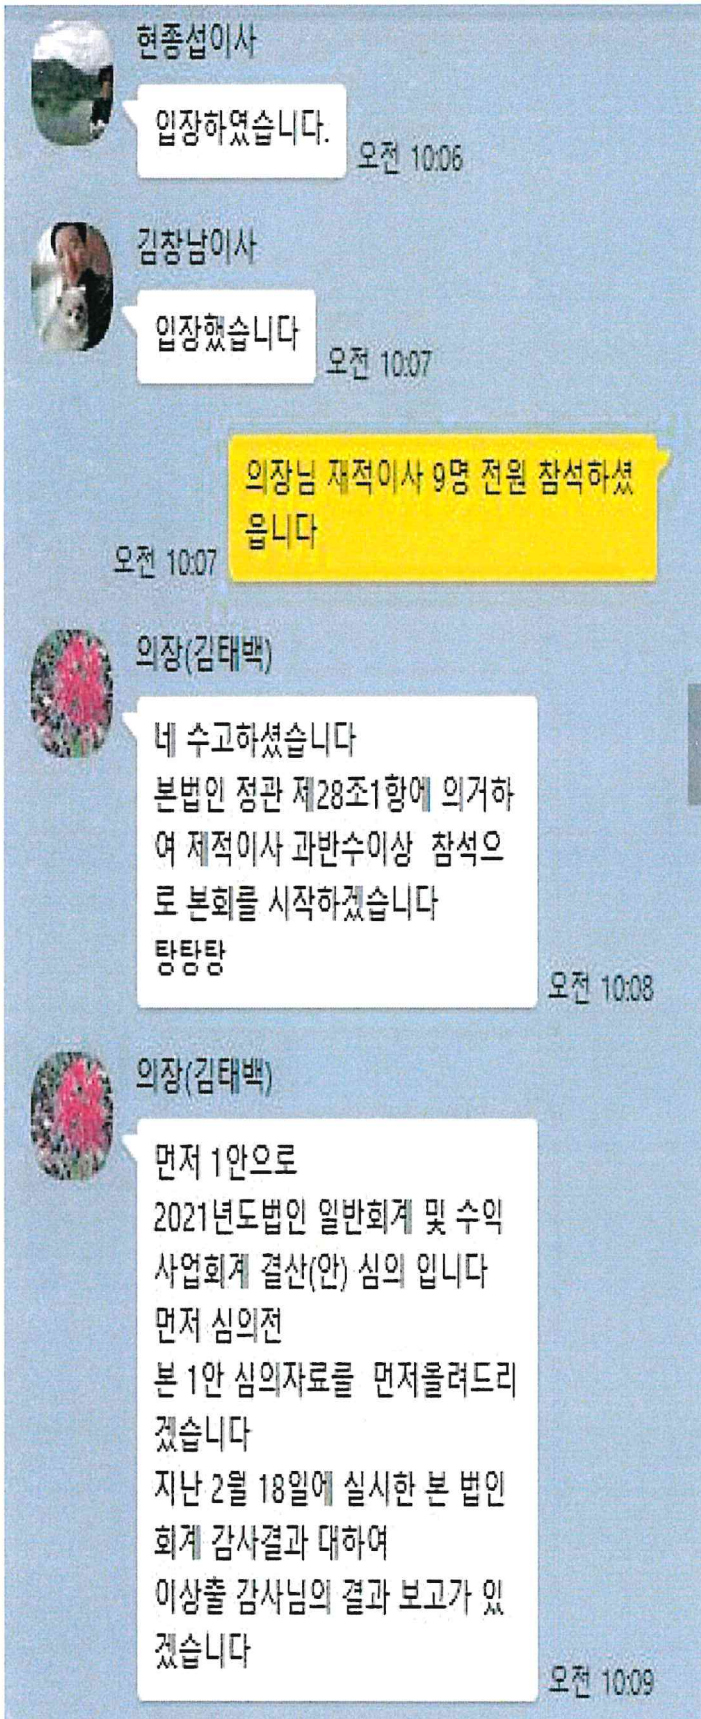 현종섭이사
입장하였습니다.
오전 10:06
김창남이사
입장했습니다
오전 10:07
의장님 재적이사 9명 전원 참석하셨
읍니다
오전 10:07
의장(김태백)
네 수고하셨습니다
본법인 정관 제28조1항에 의거하
여 제적이사 과반수이상 참석으
로 본회를 시작하겠습니다
탕탕탕
오전 10:08
의장(김태백)
먼저 1안으로
2021년도법인 일반회계 및 수익
사업회계 결산(안) 심의 입니다
먼저 심의전
본 1안 심의자료를 먼저올려드리
겠습니다
지난 2월 18일에 실시한 본 법인
회계 감사결과 대하여
이상출 감사님의 결과 보고가 있
겠습니다
오전 10:09